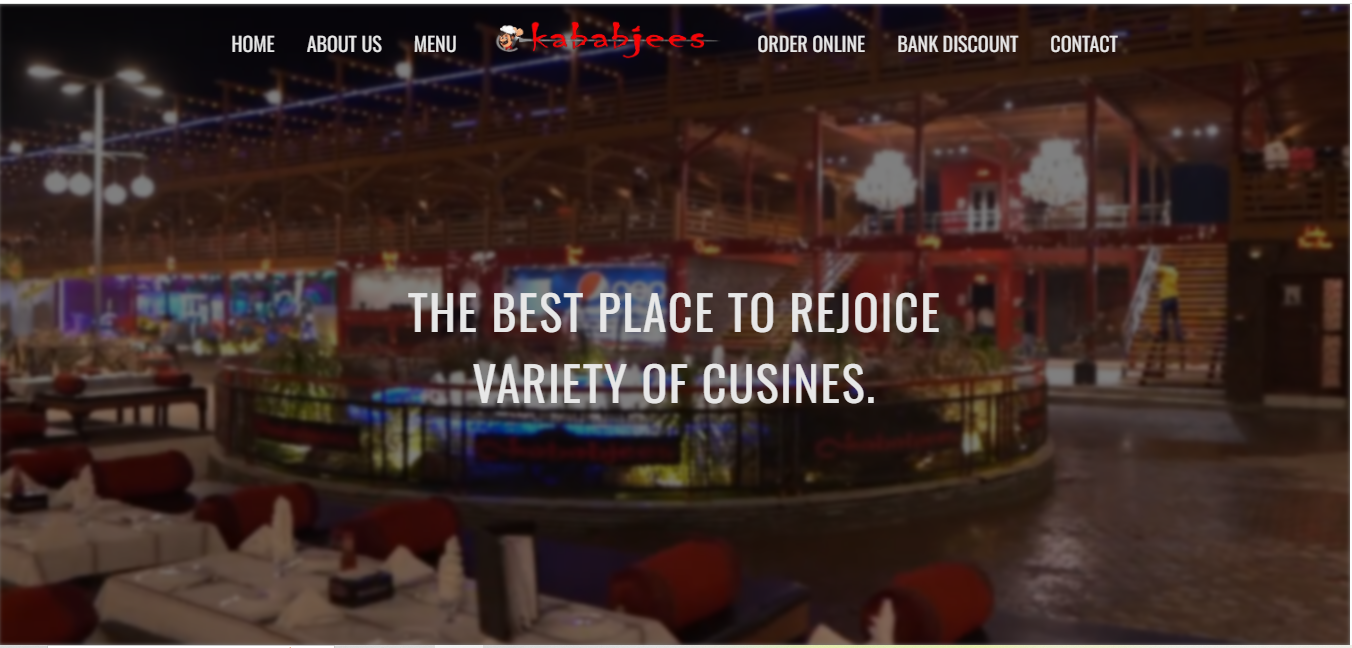 HOME ABOUT US MENU kababjees ORDER ONLINE BANK DISCOUNT CONTACT
THE BEST PLACE TO REJOICE
VARIETY OF CUSINES.